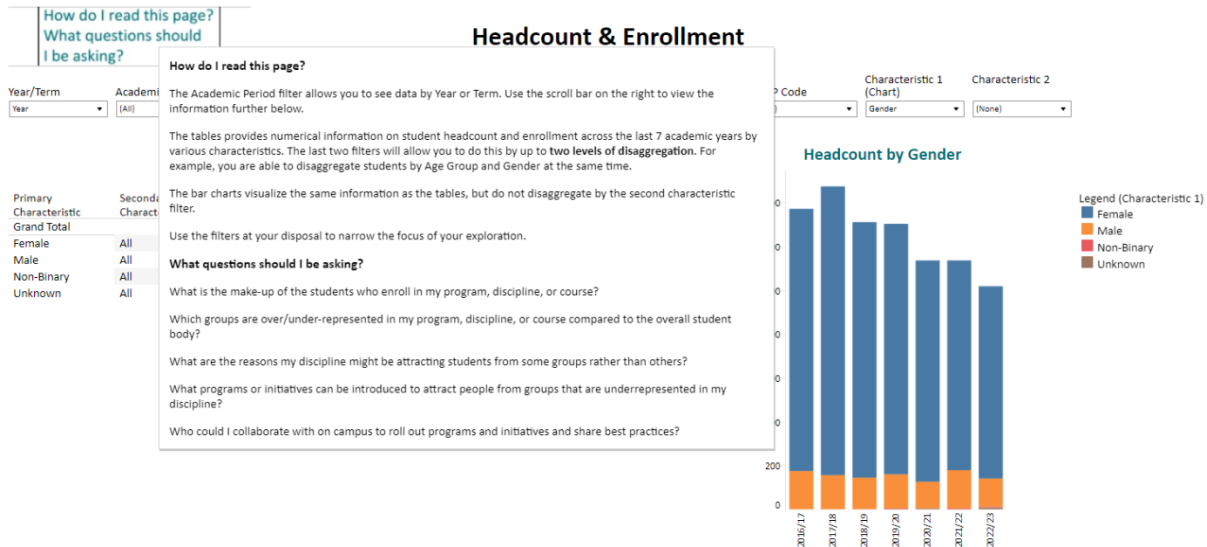 How do I read this page?
What questions should
I be asking?
Headcount & Enrollment
How do I read this page?
The Academic Period filter allows you to see data by Year or Term. Use the scroll bar on the right to view the
information further below.
The tables provides numerical information on student headcount and enrollment across the last 7 academic years by
various characteristics. The last two filters will allow you to do this by up to two levels of disaggregation. For
example, you are able to disaggregate students by Age Group and Gender at the same time.
The bar charts visualize the same information as the tables, but do not disaggregate by the second characteristic
filter.
Use the filters at your disposal to narrow the focus of your exploration.
What questions should I be asking?
What is the make-up of the students who enroll in my program, discipline, or course?
Which groups are over/under-represented in my program, discipline, or course compared to the overall student
body?
What are the reasons my discipline might be attracting students from some groups rather than others?
What programs or initiatives can be introduced to attract people from groups that are underrepresented in my
discipline?
Who could I collaborate with on campus to roll out programs and initiatives and share best practices?
Year/Term
Year
Academi
(All)
P Code
Characteristic 1
(Chart)
Gender
Characteristic 2
(None)
Primary
Characteristic
Seconda
Charact
Grand Total
Female All
Male All
Non-Binary All
Unknown All
Headcount by Gender
0
0
0
0
0
0
200
0
2016/17
2017/18
2018/19
2019/20
2020/21
2021/22
2022/23
Legend (Characteristic 1)
Female
Male
Non-Binary
Unknown